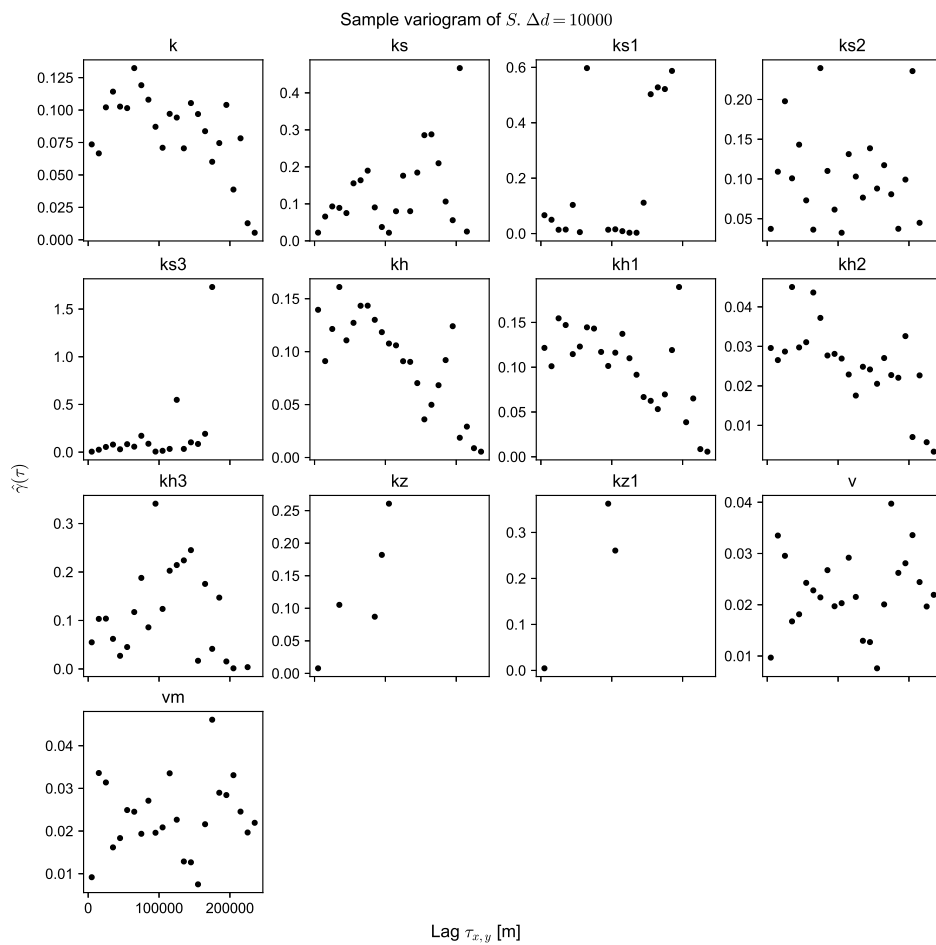 Sample variogram of S. Δd = 10000
k ks ks1 ks2
0.125 0.100 0.075 0.050 0.025 0.000
0.4 0.3 0.2 0.1 0.0
0.6 0.4 0.2 0.0
0.20 0.15 0.10 0.05
ks3 kh kh1 kh2
1.5 1.0 0.5 0.0
0.15 0.10 0.05 0.00
0.15 0.10 0.05 0.00
0.04 0.03 0.02 0.01
γ̂(τ)
kh3 kz kz1 v
0.3 0.2 0.1 0.0
0.25 0.20 0.15 0.10 0.05 0.00
0.3 0.2 0.1 0.0
0.04 0.03 0.02 0.01
vm
0.04 0.03 0.02 0.01
0 100000 200000
Lag τx,y [m]